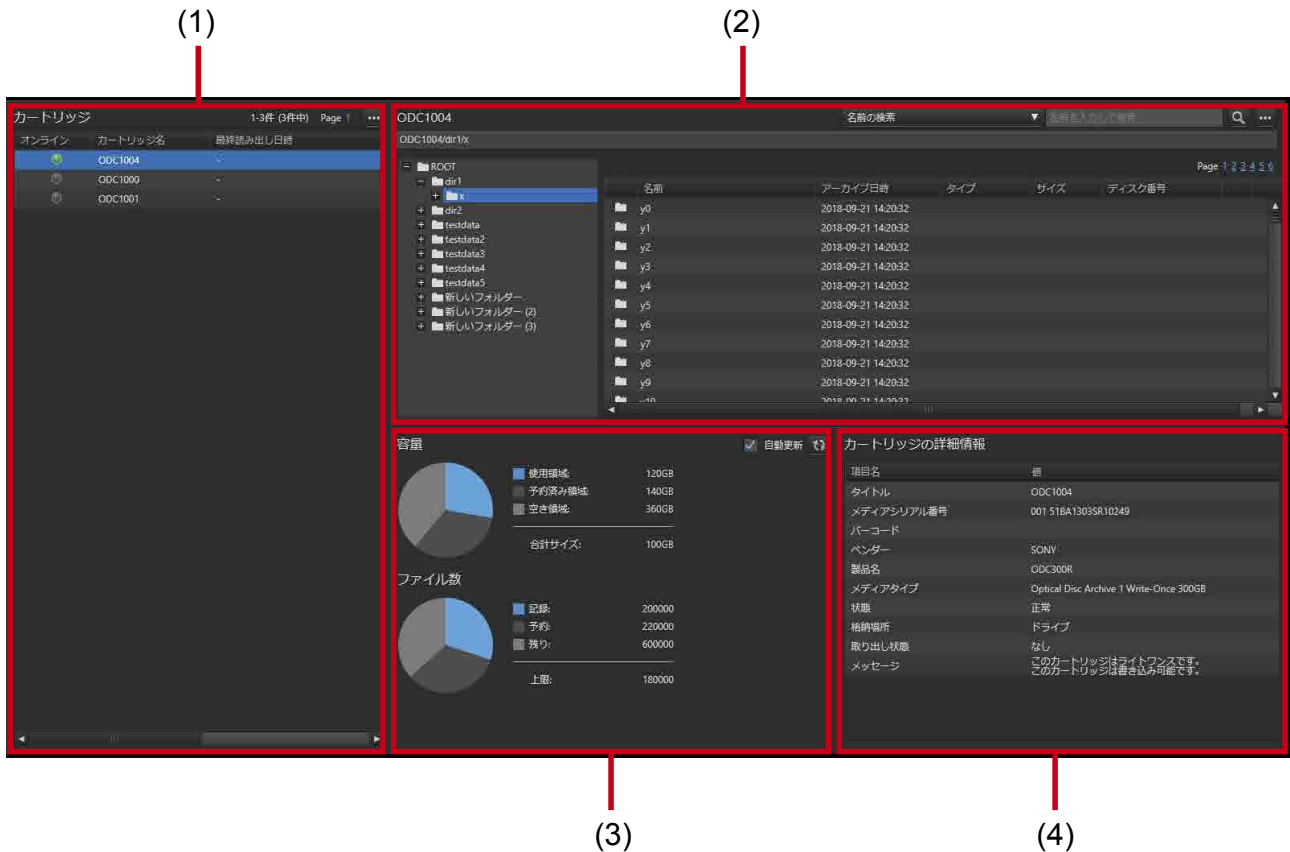 (1)
(2)
カートリッジ 1-3件 (3件中) Page 1 •••
オンライン カートリッジ名 最終読み出し日時
ODC1004 -
ODC1000 -
ODC1001 -
ODC1004 名前の検索 ▼ 名前を入力して検索 •••
ODC1004/dir1/x
ROOT
dir1
x
dir2
testdata
testdata2
testdata3
testdata4
testdata5
新しいフォルダー
新しいフォルダー (2)
新しいフォルダー (3)
Page 1 2 3 4 5 6
名前 アーカイブ日時 タイプ サイズ ディスク番号
y0 2018-09-21 14:20:32
y1 2018-09-21 14:20:32
y2 2018-09-21 14:20:32
y3 2018-09-21 14:20:32
y4 2018-09-21 14:20:32
y5 2018-09-21 14:20:32
y6 2018-09-21 14:20:32
y7 2018-09-21 14:20:32
y8 2018-09-21 14:20:32
y9 2018-09-21 14:20:32
y10 2018-09-21 14:20:32
容量 自動更新
使用領域: 120GB
予約済み領域: 140GB
空き領域: 360GB
合計サイズ: 100GB
ファイル数
記録: 200000
予約: 220000
残り: 600000
上限: 180000
カートリッジの詳細情報
項目名 値
タイトル ODC1004
メディアシリアル番号 001-51BA1303SR10249
バーコード
ベンダー SONY
製品名 ODC300R
メディアタイプ Optical Disc Archive 1 Write-Once 300GB
状態 正常
格納場所 ドライブ
取り出し状態 なし
メッセージ このカートリッジはライトワンスです。
このカートリッジは書き込み可能です。
(3)
(4)